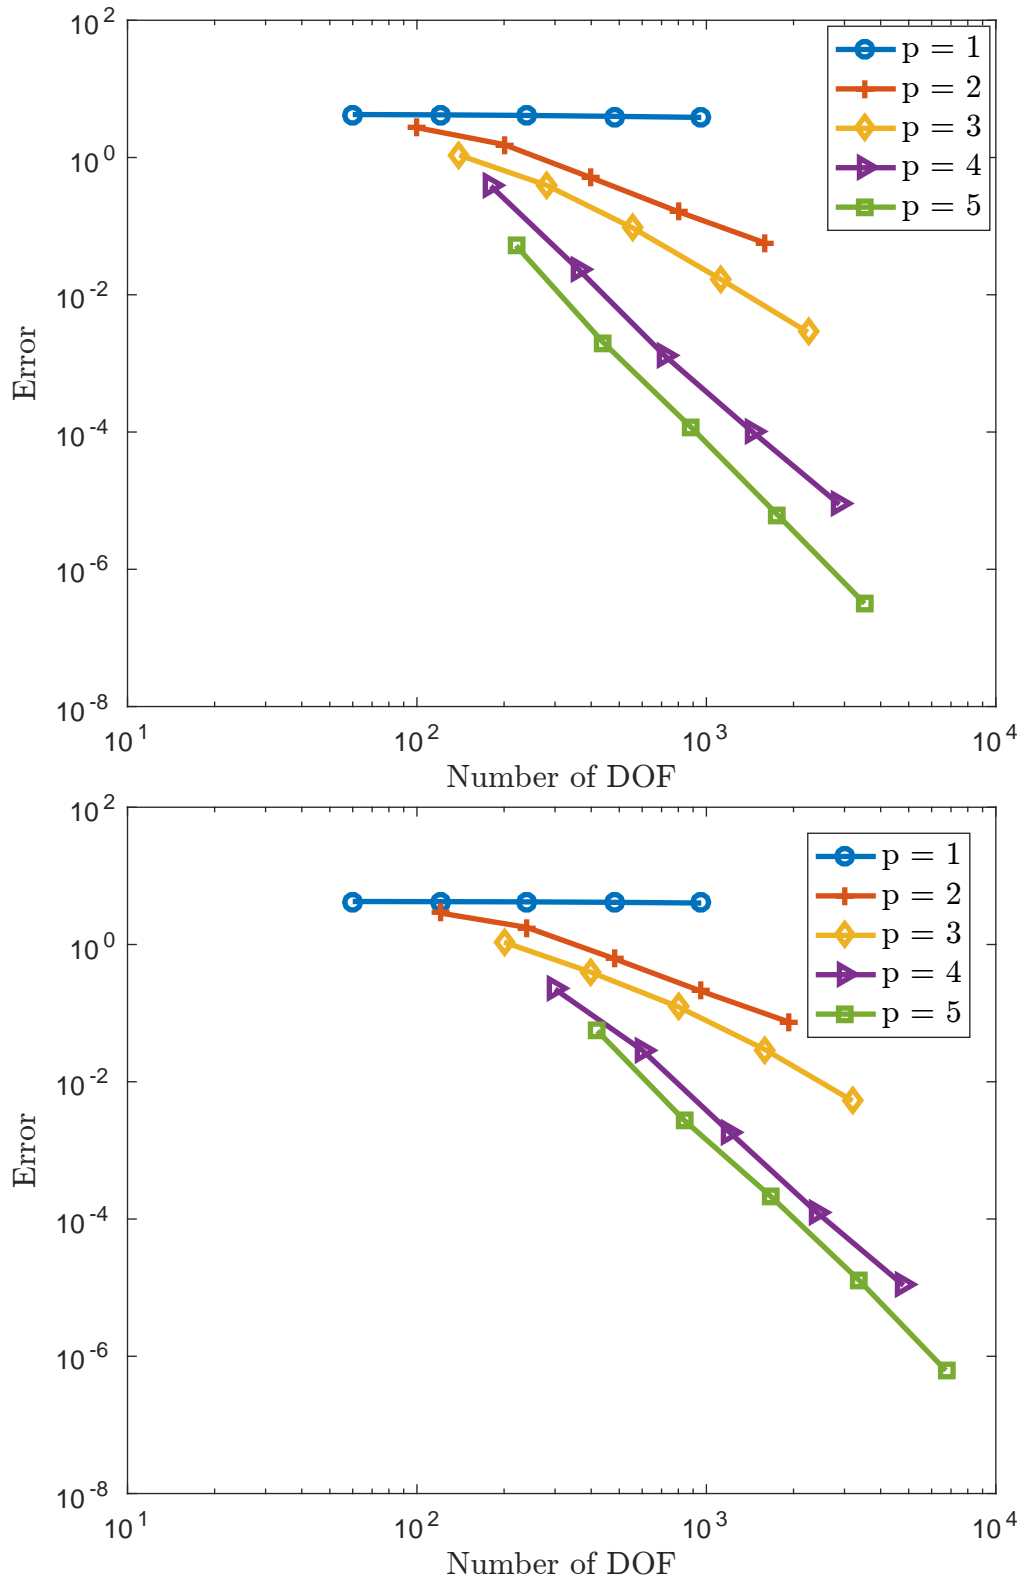 10^2
10^0
10^-2
10^-4
10^-6
10^-8
Error
10^1 10^2 10^3 10^4
Number of DOF
p = 1
p = 2
p = 3
p = 4
p = 5
10^2
10^0
10^-2
10^-4
10^-6
10^-8
Error
10^1 10^2 10^3 10^4
Number of DOF
p = 1
p = 2
p = 3
p = 4
p = 5